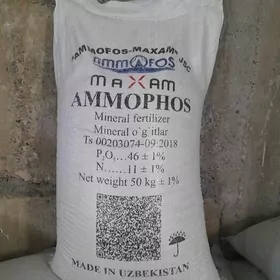 "AMMOFOS-MAXAM" JSC
AMMOFOS
MAXAM
AMMOPHOS
Mineral fertilizer
Mineral o`g`itlar
Ts 00203074-09:2018
P₂O₅....46 ± 1%
N.......11 ± 1%
Net weight 50 kg ± 1%
MADE IN UZBEKISTAN